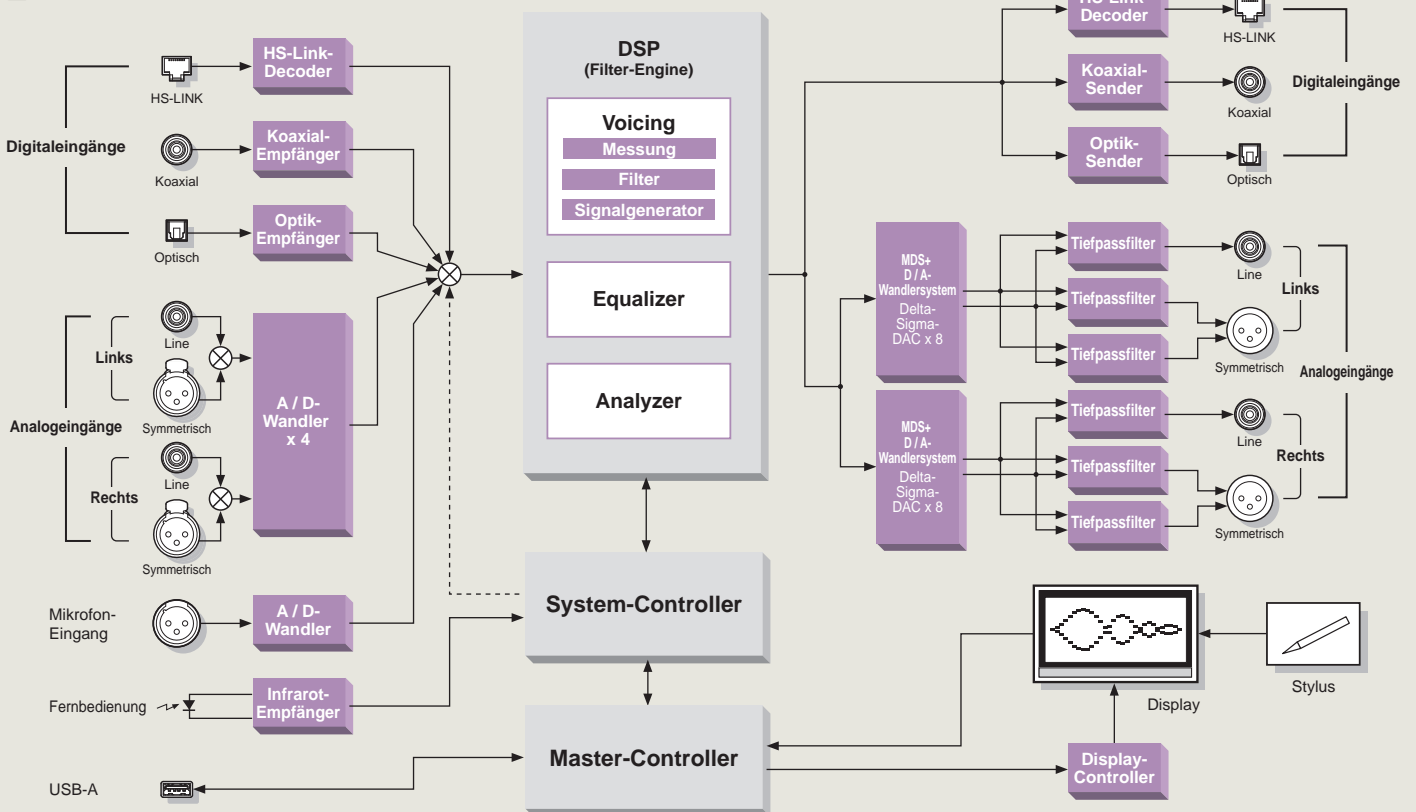 HS-Link-
Decoder
HS-LINK
Digitaleingänge
Koaxial-
Empfänger
Koaxial
Optik-
Empfänger
Optisch
Analogeingänge
Links
Line
Symmetrisch
Rechts
Line
Symmetrisch
A / D-
Wandler
x 4
Mikrofon-
Eingang
A / D-
Wandler
Fernbedienung
Infrarot-
Empfänger
USB-A
DSP
(Filter-Engine)
Voicing
Messung
Filter
Signalgenerator
Equalizer
Analyzer
System-Controller
Master-Controller
HS-Link-
Decoder
HS-LINK
Koaxial-
Sender
Koaxial
Digitaleingänge
Optik-
Sender
Optisch
MDS+
D / A-
Wandlersystem
Delta-
Sigma-
DAC x 8
Tiefpassfilter
Tiefpassfilter
Tiefpassfilter
Line
Links
Symmetrisch
Analogeingänge
MDS+
D / A-
Wandlersystem
Delta-
Sigma-
DAC x 8
Tiefpassfilter
Tiefpassfilter
Tiefpassfilter
Line
Rechts
Symmetrisch
Display
Stylus
Display-
Controller